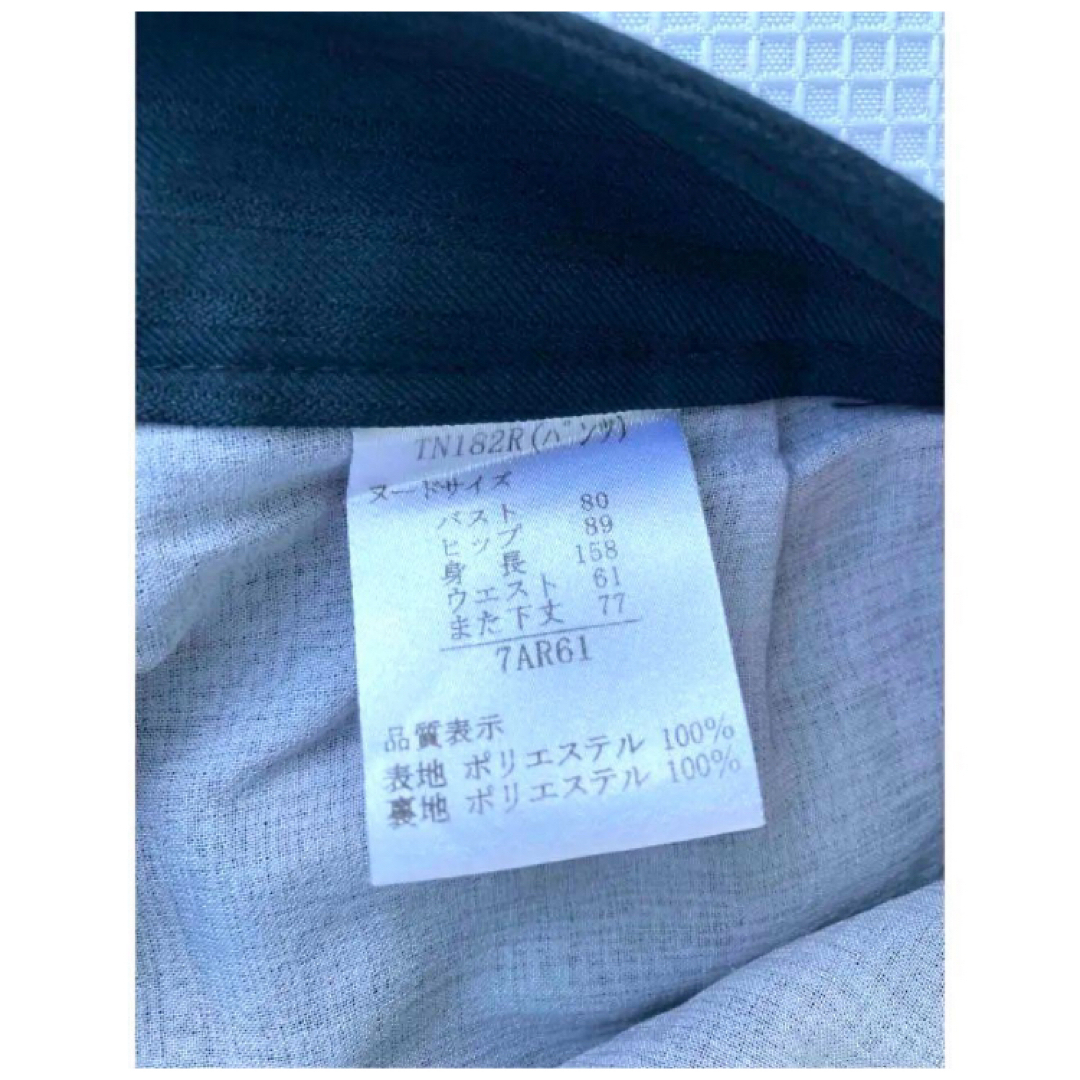 TN182R(パンツ)
ヌードサイズ
バスト 80
ヒップ 89
身長 158
ウエスト 61
また下丈 77
7AR61
品質表示
表地 ポリエステル 100%
裏地 ポリエステル 100%